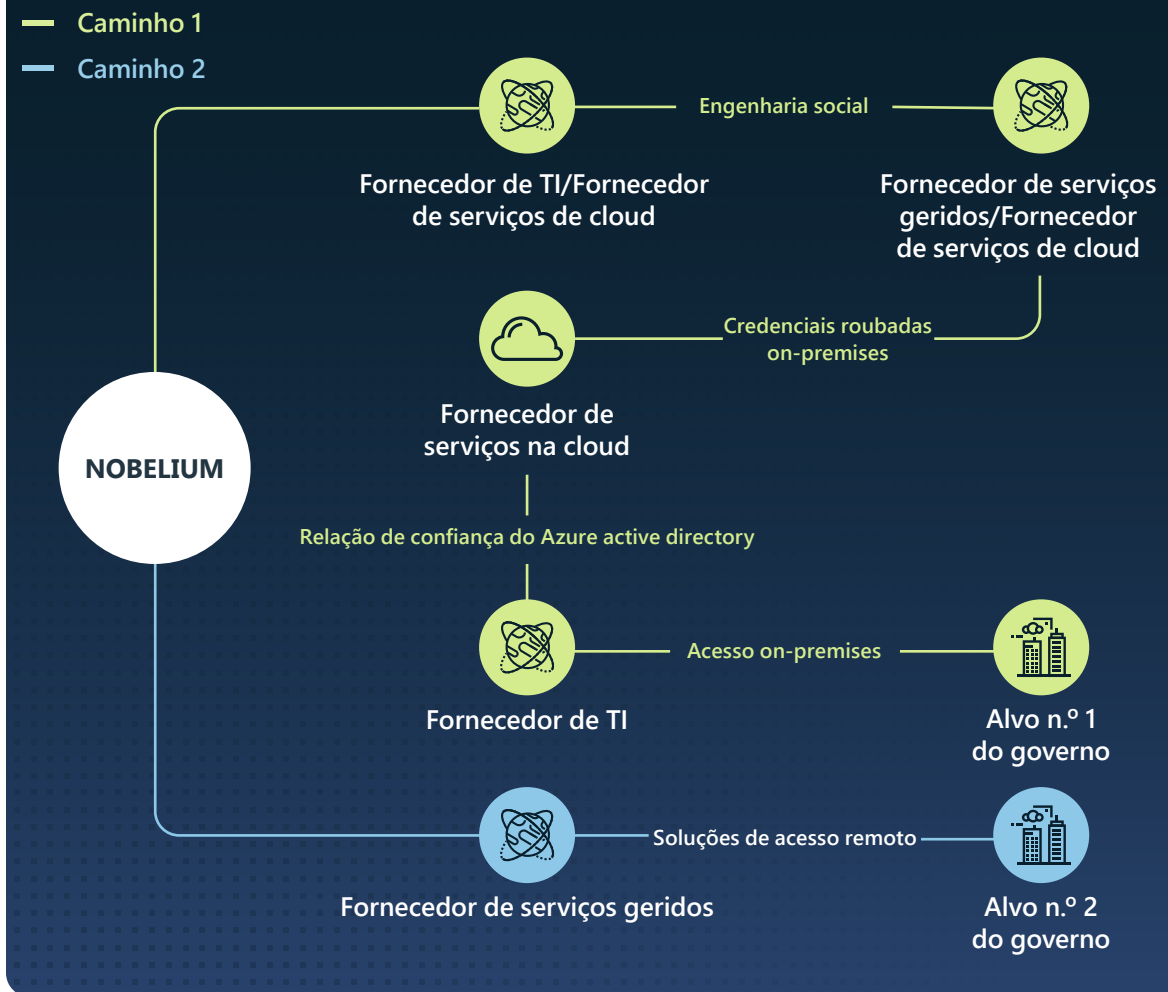 Caminho 1
Caminho 2
Engenharia social
Fornecedor de TI/Fornecedor
de serviços de cloud
Fornecedor de serviços
geridos/Fornecedor
de serviços de cloud
Credenciais roubadas
on-premises
Fornecedor de
serviços na cloud
NOBELIUM
Relação de confiança do Azure active directory
Acesso on-premises
Fornecedor de TI
Alvo n.º 1
do governo
Soluções de acesso remoto
Fornecedor de serviços geridos
Alvo n.º 2
do governo